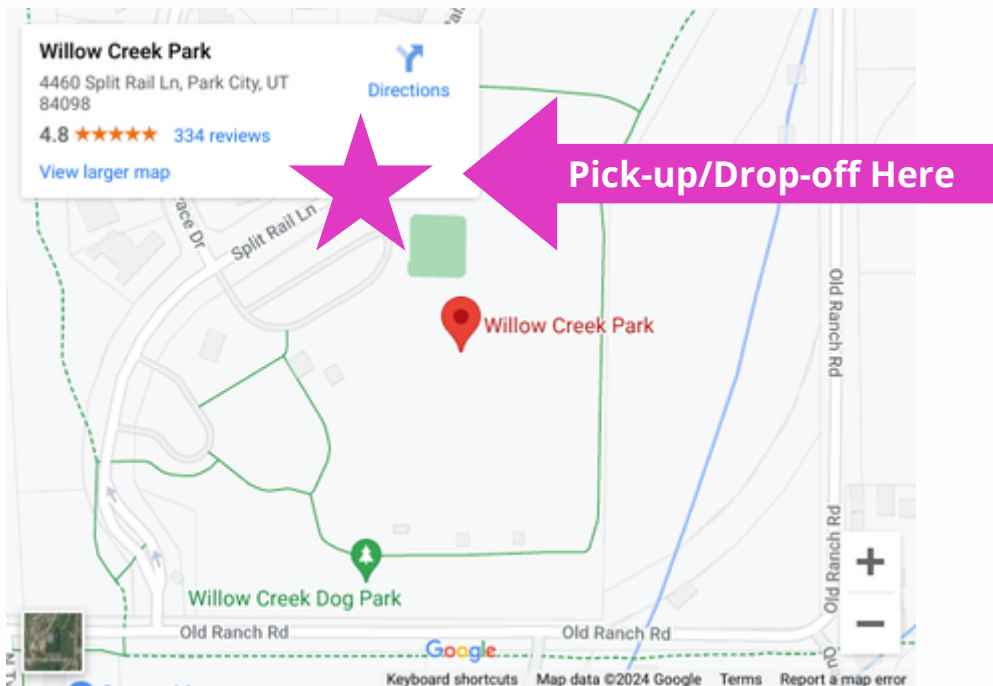 Willow Creek Park
4460 Split Rail Ln, Park City, UT
84098
4.8
334 reviews
View larger map
Directions
Pick-up/Drop-off Here
Split Rail Ln
ace Dr
Willow Creek Park
Old Ranch Rd
Old Ranch Rd
Willow Creek Dog Park
Old Ranch Rd
Old Ranch Rd
Google
Keyboard shortcuts
Map data ©2024 Google
Terms
Report a map error